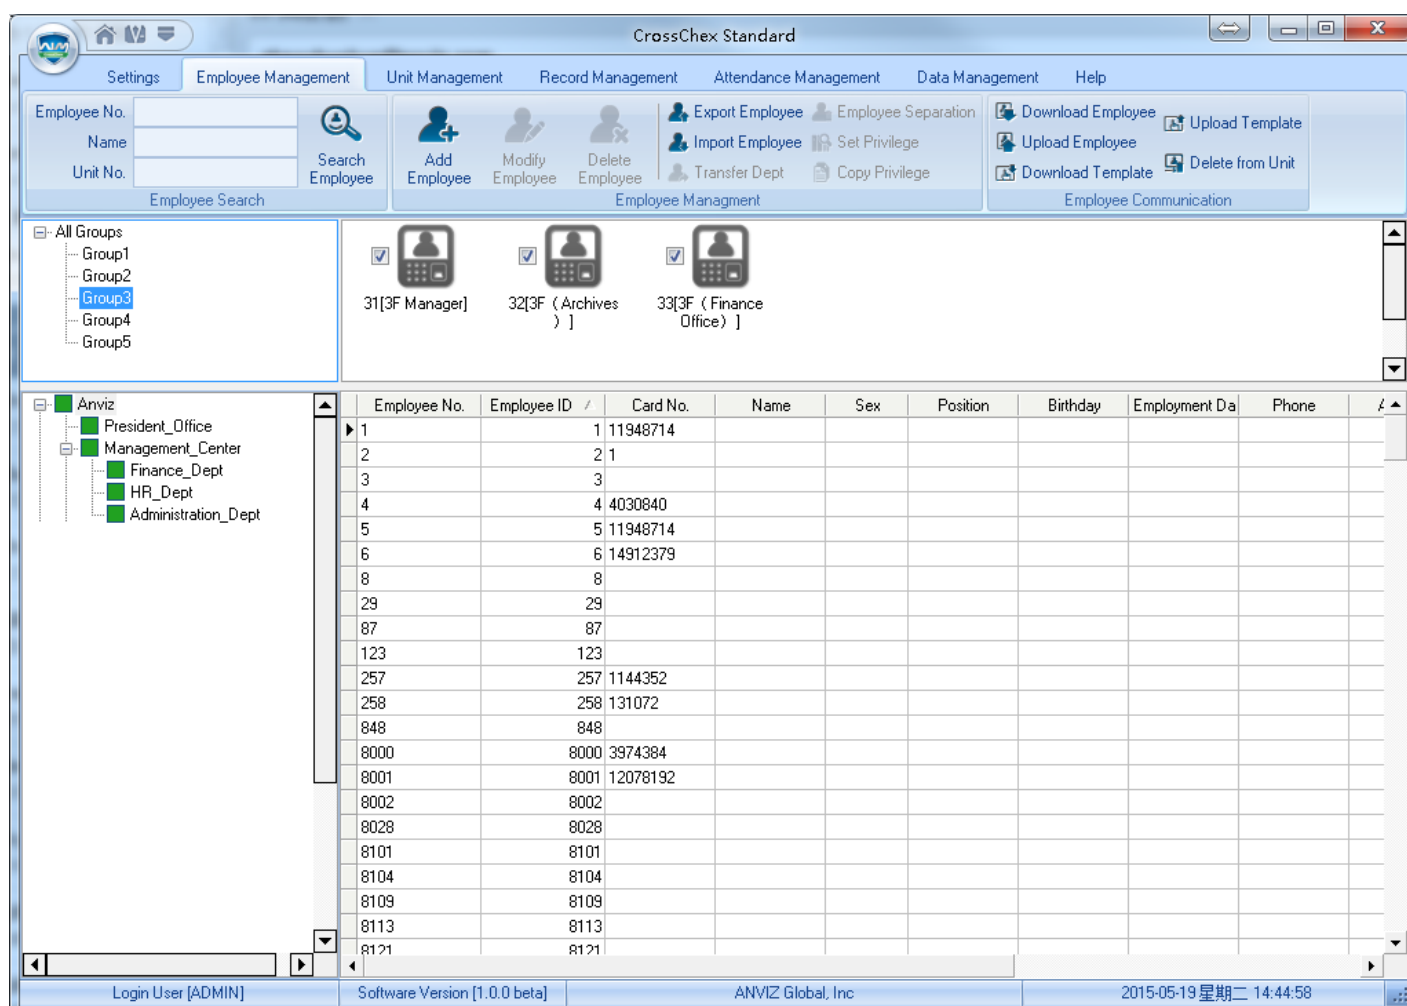 CrossChex Standard
Settings Employee Management Unit Management Record Management Attendance Management Data Management Help
Employee No.
Name
Unit No.
Search Employee
Employee Search
Add Employee
Modify Employee
Delete Employee
Export Employee
Import Employee
Transfer Dept
Employee Separation
Set Privilege
Copy Privilege
Employee Managment
Download Employee
Upload Employee
Download Template
Upload Template
Delete from Unit
Employee Communication
All Groups
Group1
Group2
Group3
Group4
Group5
31[3F Manager]
32[3F（Archives
）]
33[3F（Finance
Office）]
Anviz
President_Office
Management_Center
Finance_Dept
HR_Dept
Administration_Dept
Employee No. Employee ID Card No. Name Sex Position Birthday Employment Da Phone
1 1 11948714
2 2 1
3 3
4 4 4030840
5 5 11948714
6 6 14912379
8 8
29 29
87 87
123 123
257 257 1144352
258 258 131072
848 848
8000 8000 3974384
8001 8001 12078192
8002 8002
8028 8028
8101 8101
8104 8104
8109 8109
8113 8113
8121 8121
Login User [ADMIN] Software Version [1.0.0 beta] ANVIZ Global, Inc 2015-05-19 星期二 14:44:58